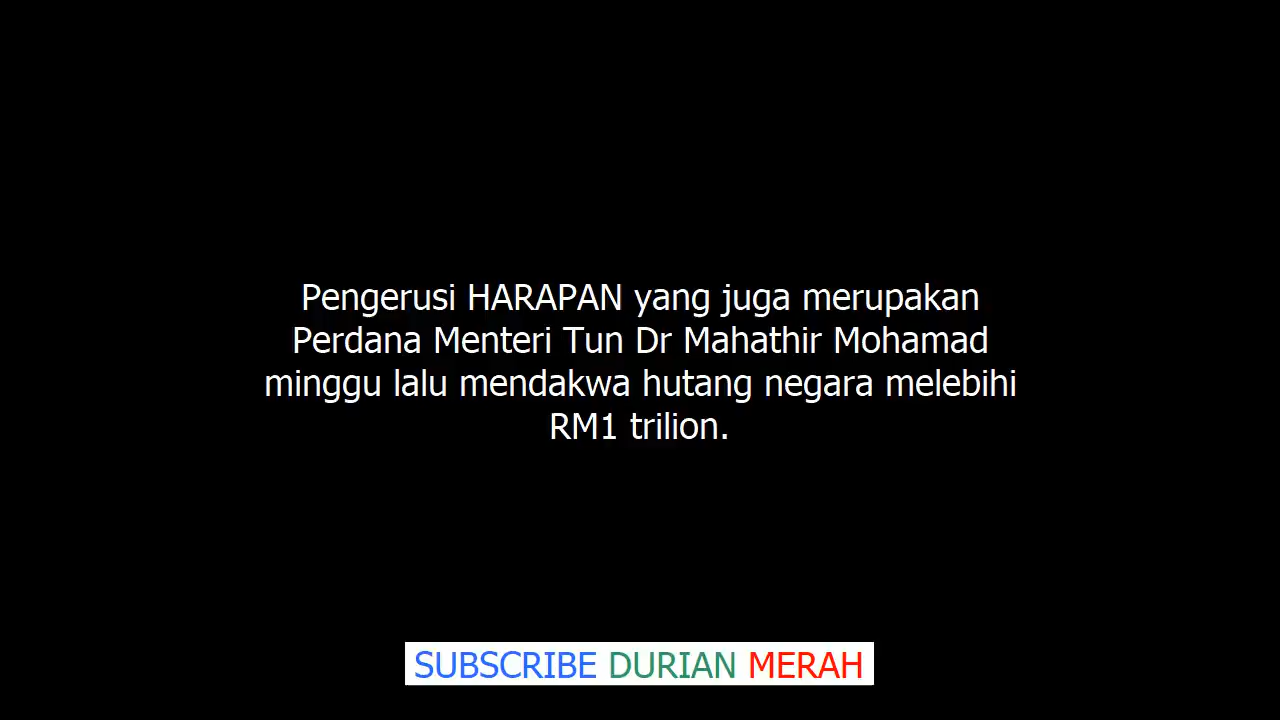 Pengerusi HARAPAN yang juga merupakan
Perdana Menteri Tun Dr Mahathir Mohamad
minggu lalu mendakwa hutang negara melebihi
RM1 trilion.
SUBSCRIBE DURIAN MERAH